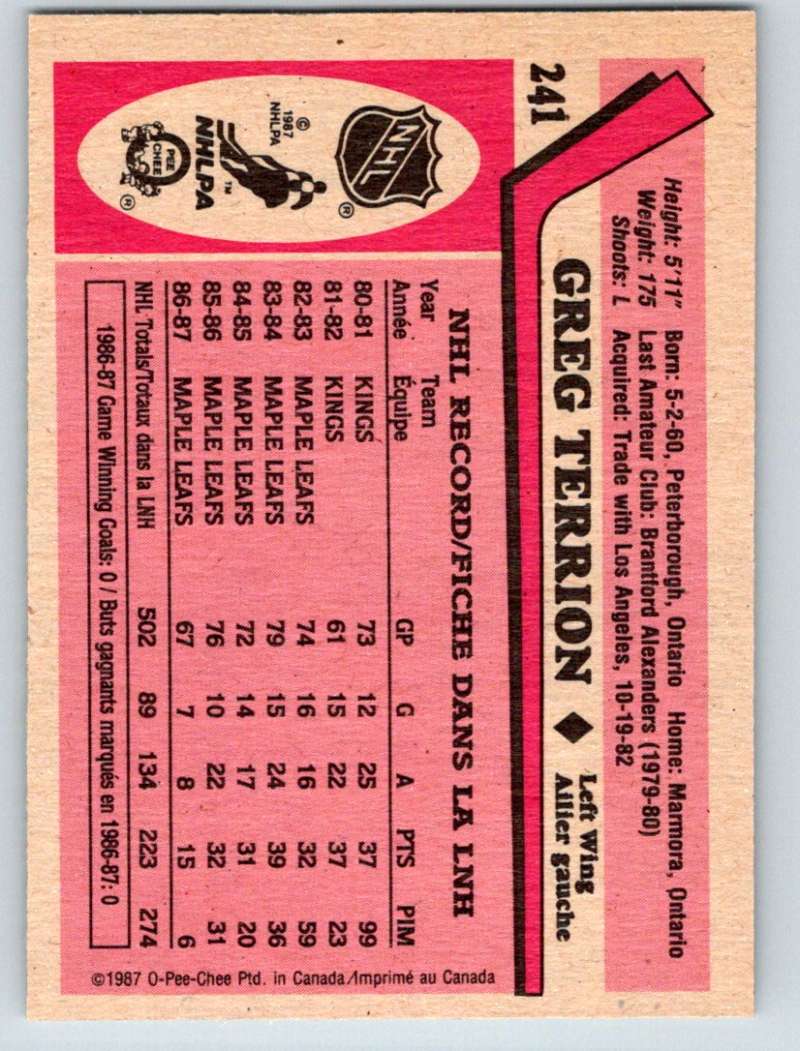 241
Height: 5'11" Born: 5-2-60, Peterborough, Ontario Home: Marmora, Ontario
Weight: 175 Last Amateur Club: Brantford Alexanders (1979-80)
Shoots: L Acquired: Trade with Los Angeles, 10-19-82
GREG TERRION ◆ Left Wing
Ailier gauche
NHL
®
© 1987 NHLPA
NHLPA™
O PEE CHEE
®
NHL RECORD/FICHE DANS LA LNH
Year Team GP G A PTS PIM
Année Équipe
80-81 KINGS 73 12 25 37 99
81-82 KINGS 61 15 22 37 23
82-83 MAPLE LEAFS 74 16 16 32 59
83-84 MAPLE LEAFS 79 15 24 39 36
84-85 MAPLE LEAFS 72 14 17 31 20
85-86 MAPLE LEAFS 76 10 22 32 31
86-87 MAPLE LEAFS 67 7 8 15 6
NHL Totals/Totaux dans la LNH 502 89 134 223 274
1986-87 Game Winning Goals: 0 / Buts gagnants marqués en 1986-87: 0
©1987 O-Pee-Chee Ptd. in Canada/Imprimé au Canada